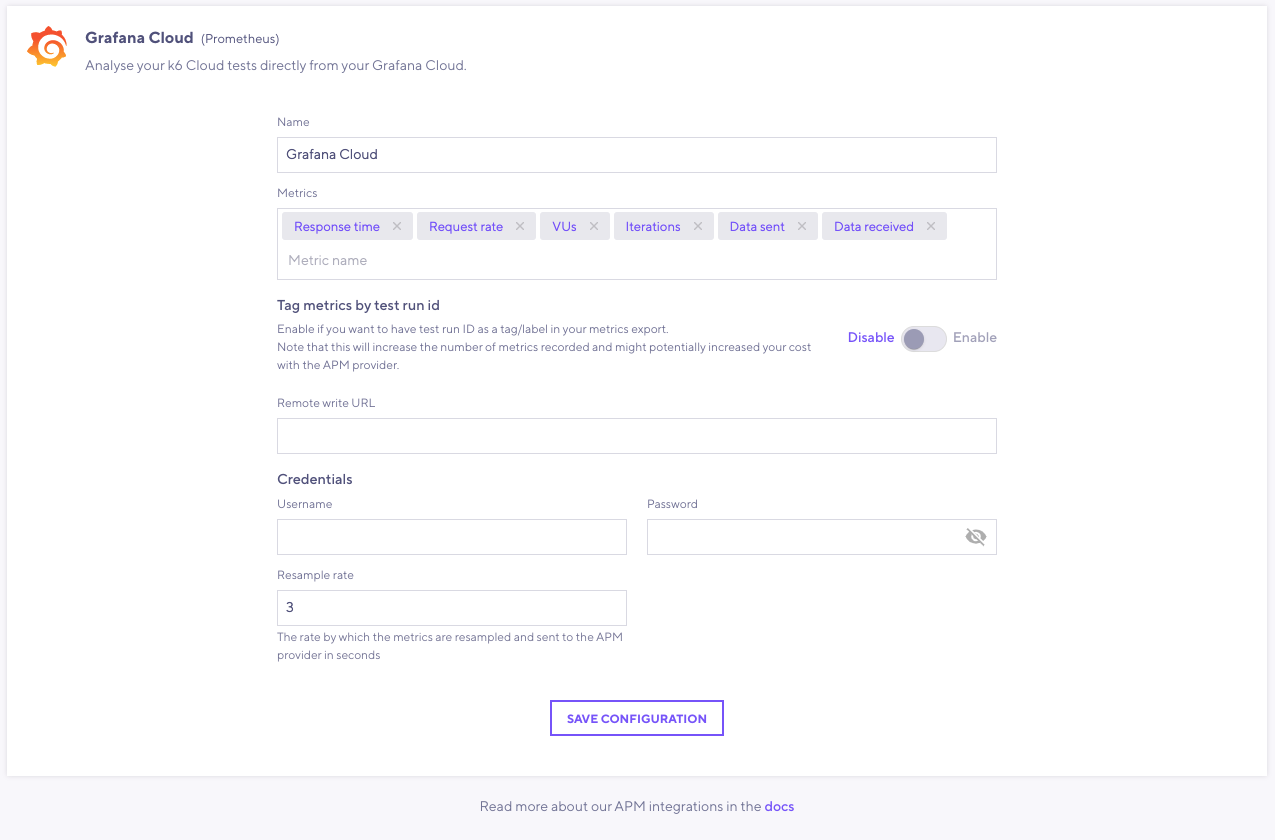 Grafana Cloud (Prometheus)
Analyse your k6 Cloud tests directly from your Grafana Cloud.
Name
Grafana Cloud
Metrics
Response time × Request rate × VUs × Iterations × Data sent × Data received ×
Metric name
Tag metrics by test run id
Enable if you want to have test run ID as a tag/label in your metrics export.
Note that this will increase the number of metrics recorded and might potentially increased your cost
with the APM provider.
Disable Enable
Remote write URL
Credentials
Username Password
Resample rate
3
The rate by which the metrics are resampled and sent to the APM
provider in seconds
SAVE CONFIGURATION
Read more about our APM integrations in the docs